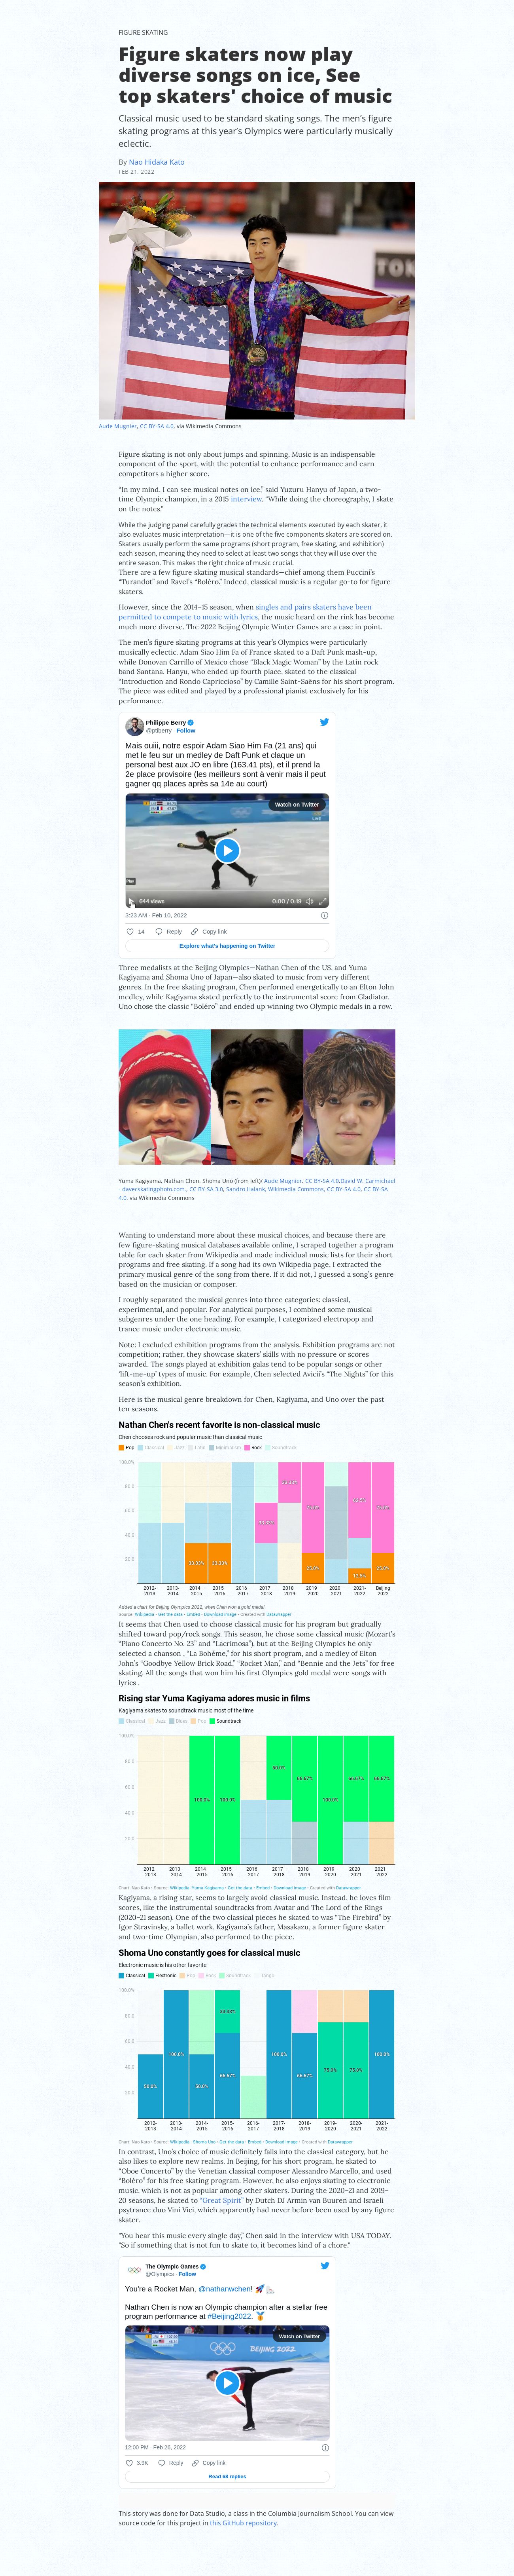 FIGURE SKATING
Figure skaters now play
diverse songs on ice, See
top skaters' choice of music
Classical music used to be standard skating songs. The men's figure
skating programs at this year's Olympics were particularly musically
eclectic.
By Nao Hidaka Kato
FEB 21, 2022
Aude Mugnier, CC BY-SA 4.0, via Wikimedia Commons
Figure skating is not only about jumps and spinning. Music is an indispensable
component of the sport, with the potential to enhance performance and earn
competitors a higher score.
"In my mind, I can see musical notes on ice," said Yuzuru Hanyu of Japan, a two-
time Olympic champion, in a 2015 interview. "While doing the choreography, I skate
on the notes."
While the judging panel carefully grades the technical elements executed by each skater, it
also evaluates music interpretation—it is one of the five components skaters are scored on.
Skaters usually perform the same programs (short program, free skating, and exhibition)
each season, meaning they need to select at least two songs that they will use over the
entire season. This makes the right choice of music crucial.
There are a few figure skating musical standards—chief among them Puccini's
"Turandot" and Ravel's "Boléro." Indeed, classical music is a regular go-to for figure
skaters.
However, since the 2014–15 season, when singles and pairs skaters have been
permitted to compete to music with lyrics, the music heard on the rink has become
much more diverse. The 2022 Beijing Olympic Winter Games are a case in point.
The men's figure skating programs at this year's Olympics were particularly
musically eclectic. Adam Siao Him Fa of France skated to a Daft Punk mash-up,
while Donovan Carrillo of Mexico chose "Black Magic Woman" by the Latin rock
band Santana. Hanyu, who ended up fourth place, skated to the classical
"Introduction and Rondo Capriccioso" by Camille Saint-Saëns for his short program.
The piece was edited and played by a professional pianist exclusively for his
performance.
Philippe Berry
@ptiberry · Follow
Mais ouiii, notre espoir Adam Siao Him Fa (21 ans) qui
met le feu sur un medley de Daft Punk et claque un
personal best aux JO en libre (163.41 pts), et il prend la
2e place provisoire (les meilleurs sont à venir mais il peut
gagner qq places après sa 14e au court)
Watch on Twitter
LIVE
Play
644 views
0:00 / 0:19
3:23 AM · Feb 10, 2022
14 Reply Copy link
Explore what's happening on Twitter
Three medalists at the Beijing Olympics—Nathan Chen of the US, and Yuma
Kagiyama and Shoma Uno of Japan—also skated to music from very different
genres. In the free skating program, Chen performed energetically to an Elton John
medley, while Kagiyama skated perfectly to the instrumental score from Gladiator.
Uno chose the classic "Boléro" and ended up winning two Olympic medals in a row.
Yuma Kagiyama, Nathan Chen, Shoma Uno (from left)/ Aude Mugnier, CC BY-SA 4.0,David W. Carmichael
- davecskatingphoto.com., CC BY-SA 3.0, Sandro Halank, Wikimedia Commons, CC BY-SA 4.0, CC BY-SA
4.0, via Wikimedia Commons
Wanting to understand more about these musical choices, and because there are
few figure-skating musical databases available online, I scraped together a program
table for each skater from Wikipedia and made individual music lists for their short
programs and free skating. If a song had its own Wikipedia page, I extracted the
primary musical genre of the song from there. If it did not, I guessed a song's genre
based on the musician or composer.
I roughly separated the musical genres into three categories: classical,
experimental, and popular. For analytical purposes, I combined some musical
subgenres under the one heading. For example, I categorized electropop and
trance music under electronic music.
Note: I excluded exhibition programs from the analysis. Exhibition programs are not
competition; rather, they showcase skaters' skills with no pressure or scores
awarded. The songs played at exhibition galas tend to be popular songs or other
'lift-me-up' types of music. For example, Chen selected Avicii's "The Nights" for this
season's exhibition.
Here is the musical genre breakdown for Chen, Kagiyama, and Uno over the past
ten seasons.
Nathan Chen's recent favorite is non-classical music
Chen chooses rock and popular music than classical music
Pop Classical Jazz Latin Minimalism Rock Soundtrack
100.0%
80.0
60.0
40.0
20.0
33.33% 33.33% 33.33% 33.33% 75.0% 25.0% 12.5% 75.0% 25.0%
2012-2013 2013-2014 2014–2015 2015–2016 2016–2017 2017–2018 2018–2019 2019–2020 2020–2021 2021-2022 Beijing 2022
Added a chart for Beijing Olympics 2022, when Chen won a gold medal
Source: Wikipedia · Get the data · Embed · Download image · Created with Datawrapper
It seems that Chen used to choose classical music for his program but gradually
shifted toward pop/rock songs. This season, he chose some classical music (Mozart's
"Piano Concerto No. 23" and "Lacrimosa"), but at the Beijing Olympics he only
selected a chanson , "La Bohème," for his short program, and a medley of Elton
John's "Goodbye Yellow Brick Road," "Rocket Man," and "Bennie and the Jets" for free
skating. All the songs that won him his first Olympics gold medal were songs with
lyrics .
Rising star Yuma Kagiyama adores music in films
Kagiyama skates to soundtrack music most of the time
Classical Jazz Blues Pop Soundtrack
100.0%
80.0
60.0
40.0
20.0
100.0% 100.0% 50.0% 66.67% 100.0% 66.67% 66.67%
2012–2013 2013–2014 2014–2015 2015–2016 2016–2017 2017–2018 2018–2019 2019–2020 2020–2021 2021–2022
Chart: Nao Kato · Source: Wikipedia: Yuma Kagiyama · Get the data · Embed · Download image · Created with Datawrapper
Kagiyama, a rising star, seems to largely avoid classical music. Instead, he loves film
scores, like the instrumental soundtracks from Avatar and The Lord of the Rings
(2020–21 season). One of the two classical pieces he skated to was "The Firebird" by
Igor Stravinsky, a ballet work. Kagiyama's father, Masakazu, a former figure skater
and two-time Olympian, also performed to the piece.
Shoma Uno constantly goes for classical music
Electronic music is his other favorite
Classical Electronic Pop Rock Soundtrack Tango
100.0%
80.0
60.0
40.0
20.0
50.0% 100.0% 50.0% 33.33% 66.67% 100.0% 66.67% 75.0% 75.0% 100.0%
2012-2013 2013-2014 2014-2015 2015-2016 2016-2017 2017-2018 2018-2019 2019-2020 2020-2021 2021-2022
Chart: Nao Kato · Source: Wikipedia : Shoma Uno · Get the data · Embed · Download image · Created with Datawrapper
In contrast, Uno's choice of music definitely falls into the classical category, but he
also likes to explore new realms. In Beijing, for his short program, he skated to
"Oboe Concerto" by the Venetian classical composer Alessandro Marcello, and used
"Boléro" for his free skating program. However, he also enjoys skating to electronic
music, which is not as popular among other skaters. During the 2020–21 and 2019–
20 seasons, he skated to "Great Spirit" by Dutch DJ Armin van Buuren and Israeli
psytrance duo Vini Vici, which apparently had never before been used by any figure
skater.
"You hear this music every single day," Chen said in the interview with USA TODAY.
"So if something that is not fun to skate to, it becomes kind of a chore."
The Olympic Games
@Olympics · Follow
You're a Rocket Man, @nathanwchen!
Nathan Chen is now an Olympic champion after a stellar free
program performance at #Beijing2022.
Watch on Twitter
BEIJING 2022
12:00 PM · Feb 26, 2022
3.9K Reply Copy link
Read 68 replies
This story was done for Data Studio, a class in the Columbia Journalism School. You can view
source code for this project in this GitHub repository.